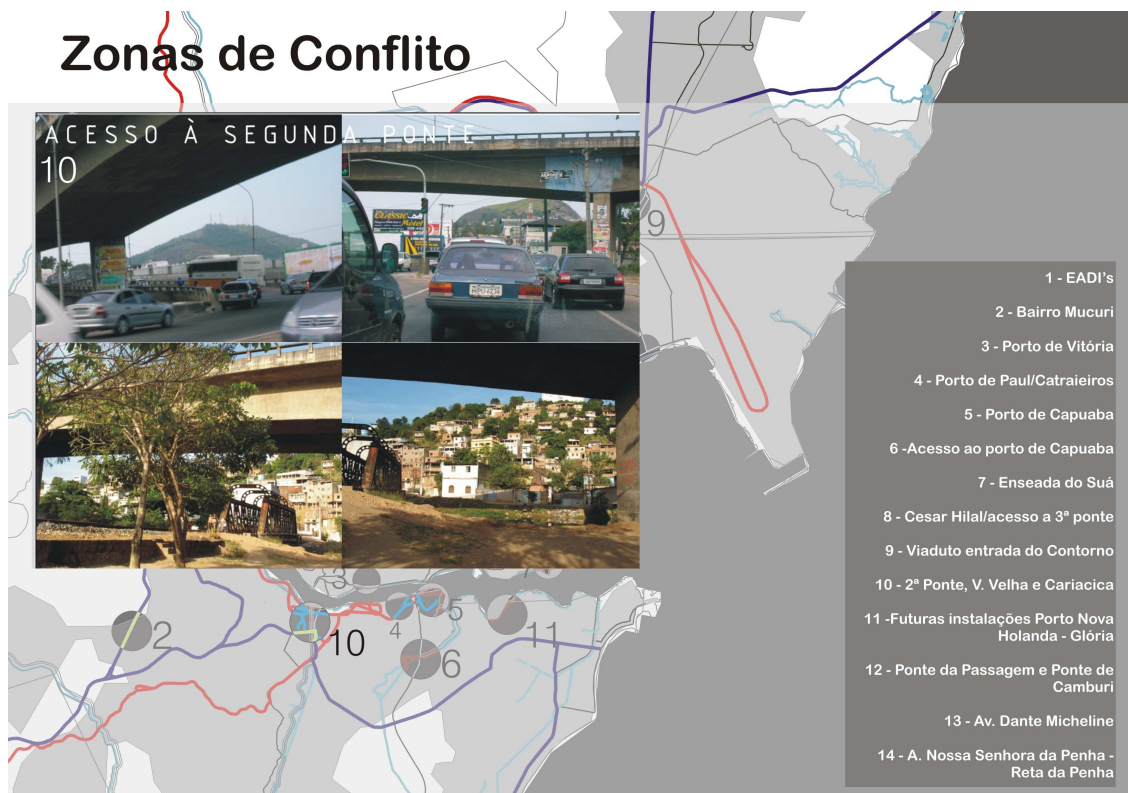 Zonas de Conflito
ACESSO À SEGUNDA PONTE
10
CLASSIC
Motel
9
1 - EADI's
2 - Bairro Mucuri
3 - Porto de Vitória
4 - Porto de Paul/Catraieiros
5 - Porto de Capuaba
6 -Acesso ao porto de Capuaba
7 - Enseada do Suá
8 - Cesar Hilal/acesso a 3ª ponte
9 - Viaduto entrada do Contorno
10 - 2ª Ponte, V. Velha e Cariacica
11 -Futuras instalações Porto Nova
Holanda - Glória
12 - Ponte da Passagem e Ponte de
Camburi
13 - Av. Dante Micheline
14 - A. Nossa Senhora da Penha -
Reta da Penha
3
2
10
4
5
11
6